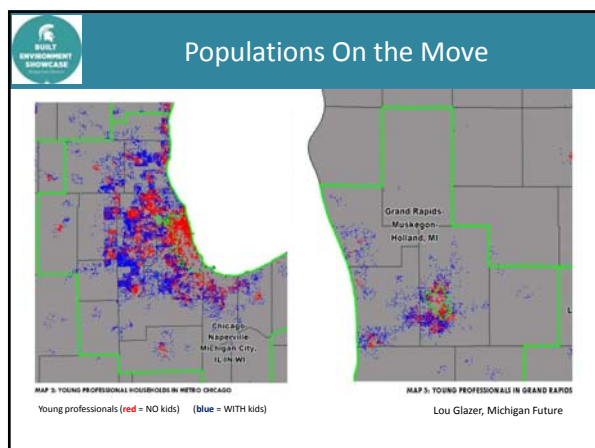 BUILT
ENVIRONMENT
SHOWCASE
Populations On the Move
Grand Rapids-
Muskegon-
Holland, MI
Chicago-
Naperville-
Michigan City,
IL-IN-WI
L
MAP 2: YOUNG PROFESSIONAL HOUSEHOLDS IN METRO CHICAGO
MAP 5: YOUNG PROFESSIONALS IN GRAND RAPIDS
Young professionals (red = NO kids) (blue = WITH kids)
Lou Glazer, Michigan Future